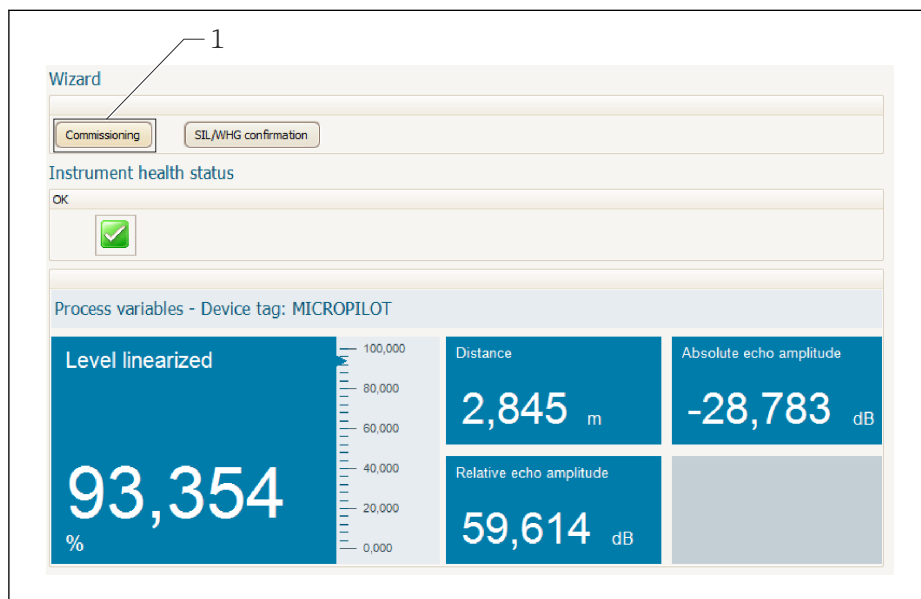 1
Wizard
Commissioning SIL/WHG confirmation
Instrument health status
OK
Process variables - Device tag: MICROPILOT
Level linearized
93,354
%
100,000
80,000
60,000
40,000
20,000
0,000
Distance
2,845 m
Absolute echo amplitude
-28,783 dB
Relative echo amplitude
59,614 dB